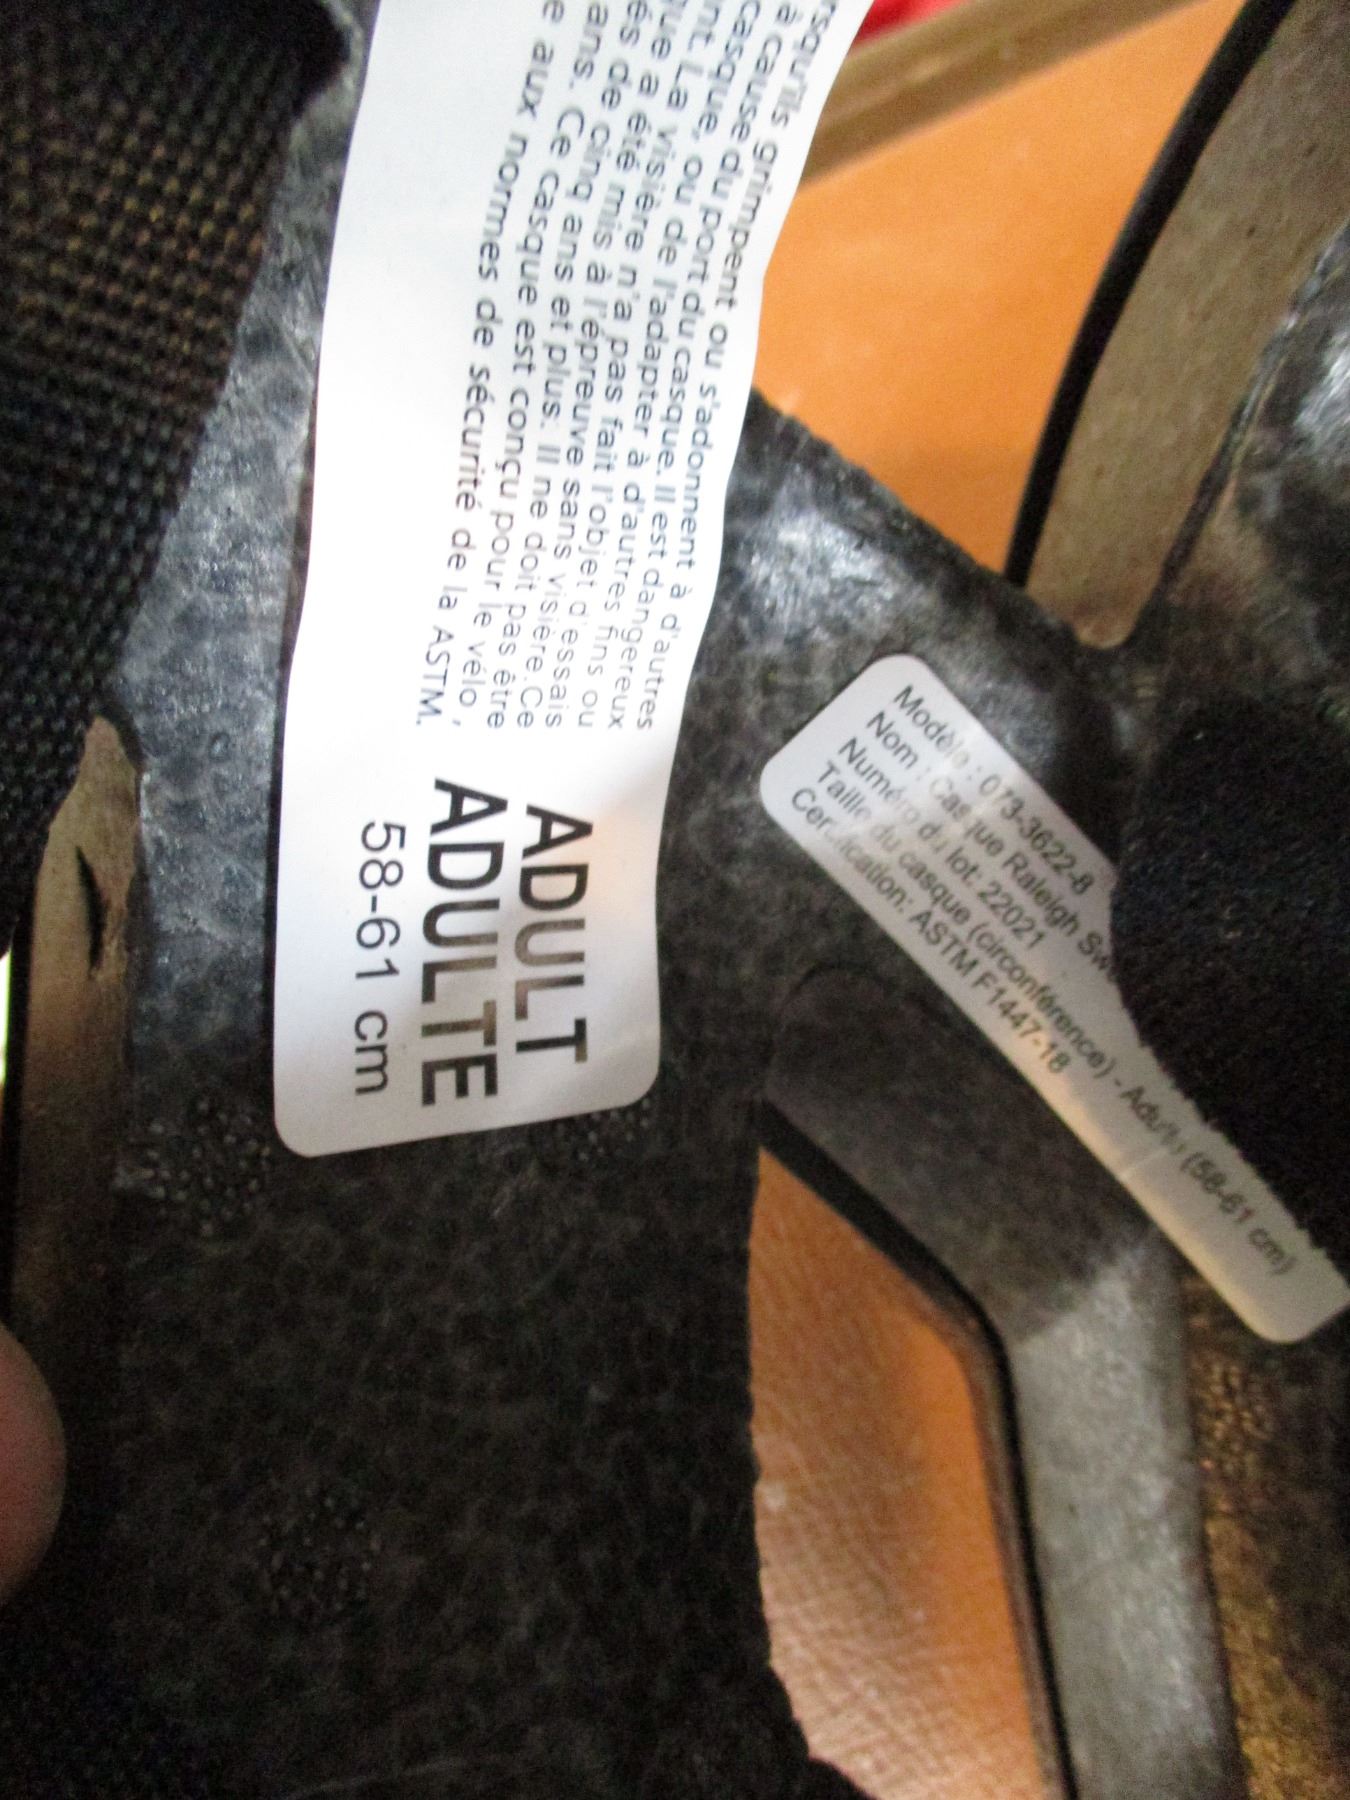 rsqu'ils grimpent ou s'adonnent à d'autres
à cause du port du casque. Il est dangereux
casque, ou de l'adapter à d'autres fins ou
nt. La visière n'a pas fait l'objet d'essais
que a été mis à l'épreuve sans visière. Ce
és de cinq ans et plus. Il ne doit pas être
ans. Ce casque est conçu pour le vélo,
e aux normes de sécurité de la ASTM.
ADULT
ADULTE
58-61 cm
Modèle : 073-3622-8
Nom : Casque Raleigh Sw
Numéro du lot: 22021
Taille du casque (circonférence) - Adulte (58-61 cm)
Certification: ASTM F1447-18